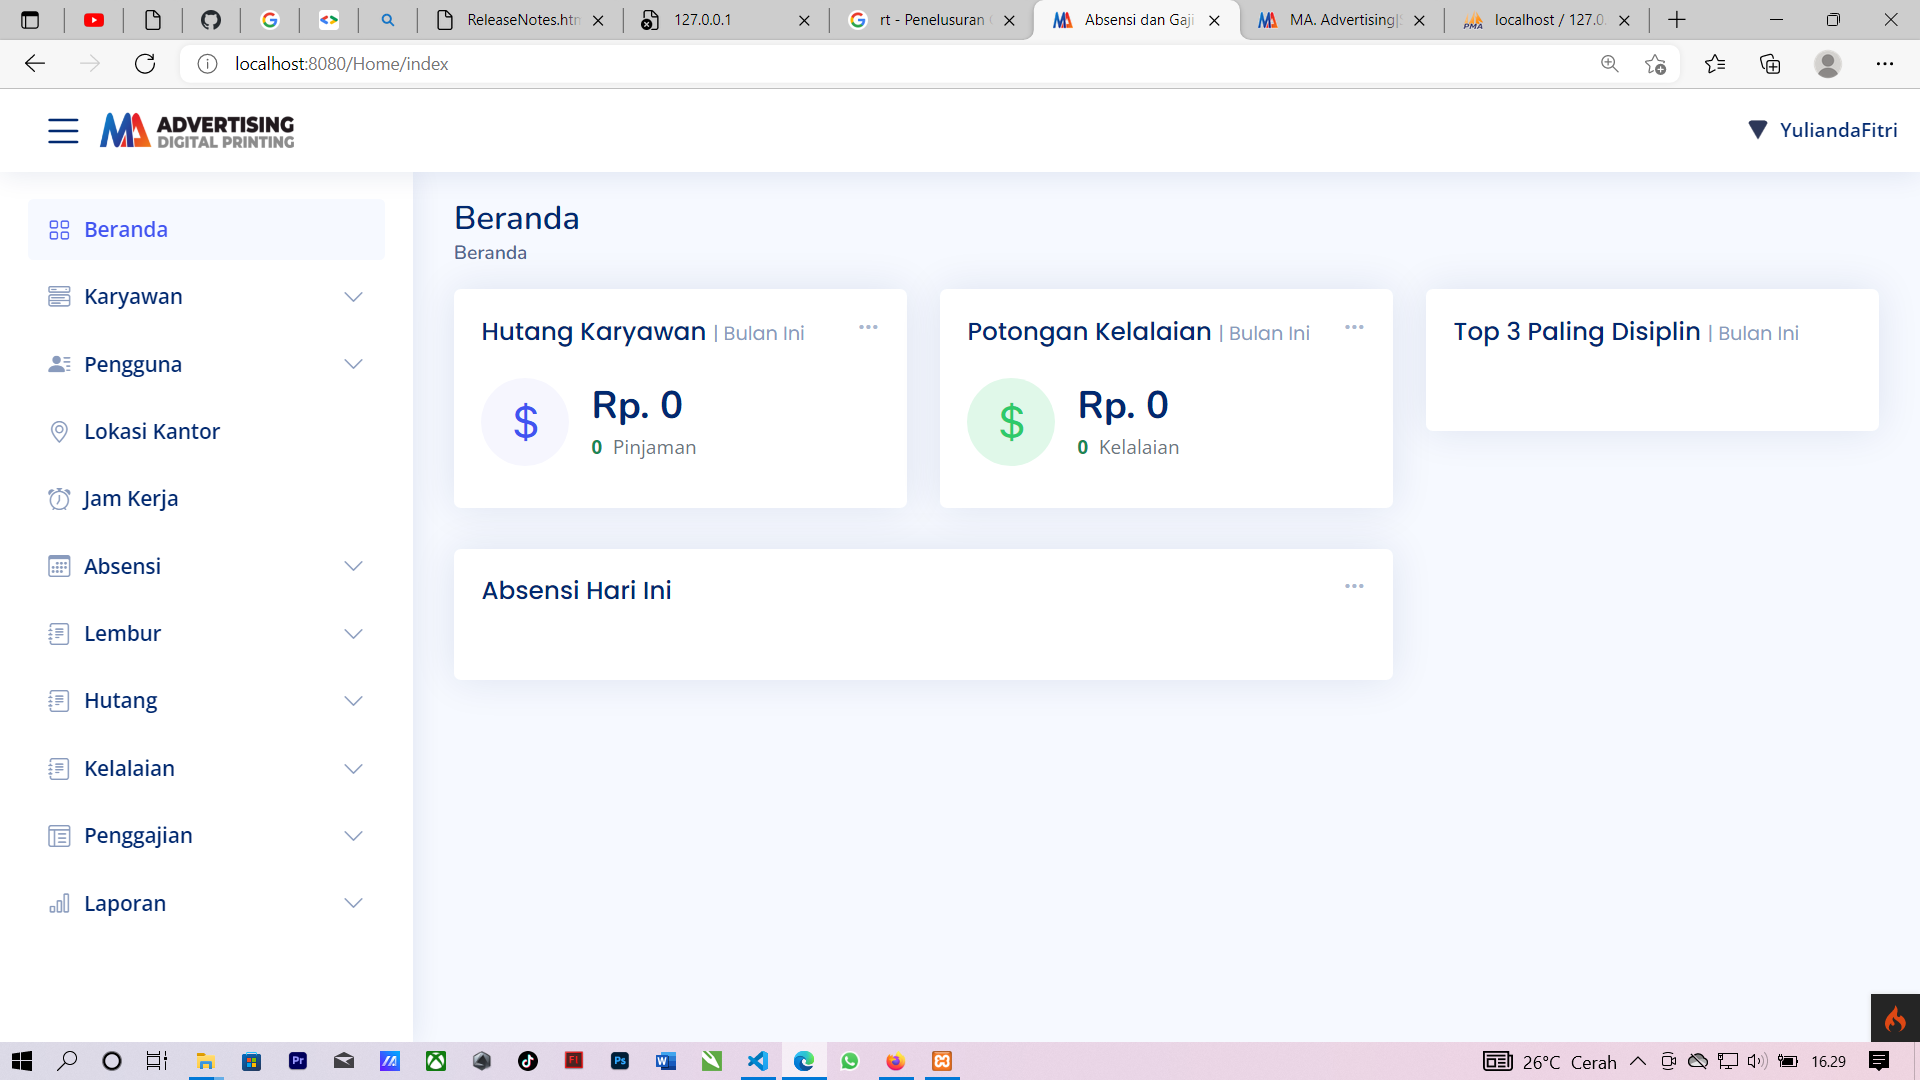 ReleaseNotes.htm
127.0.0.1
rt - Penelusuran
Absensi dan Gaji
MA. Advertising|S
localhost / 127.0.
localhost:8080/Home/index
MA ADVERTISING
DIGITAL PRINTING
YuliandaFitri
Beranda
Karyawan
Pengguna
Lokasi Kantor
Jam Kerja
Absensi
Lembur
Hutang
Kelalaian
Penggajian
Laporan
Beranda
Beranda
Hutang Karyawan | Bulan Ini
$
Rp. 0
0 Pinjaman
Potongan Kelalaian | Bulan Ini
$
Rp. 0
0 Kelalaian
Top 3 Paling Disiplin | Bulan Ini
Absensi Hari Ini
26°C Cerah
16.29